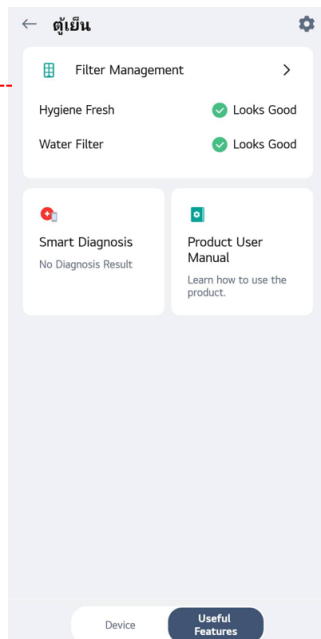 ตู้เย็น
Filter Management
Hygiene Fresh Looks Good
Water Filter Looks Good
Smart Diagnosis
No Diagnosis Result
Product User
Manual
Learn how to use the
product.
Device
Useful
Features